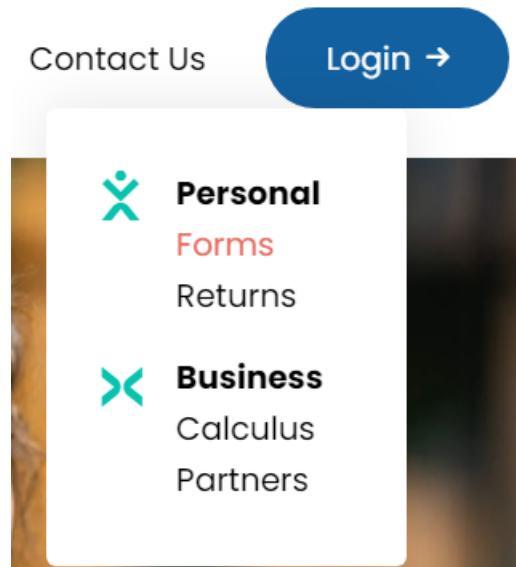 Contact Us
Login →
Personal
Forms
Returns
Business
Calculus
Partners